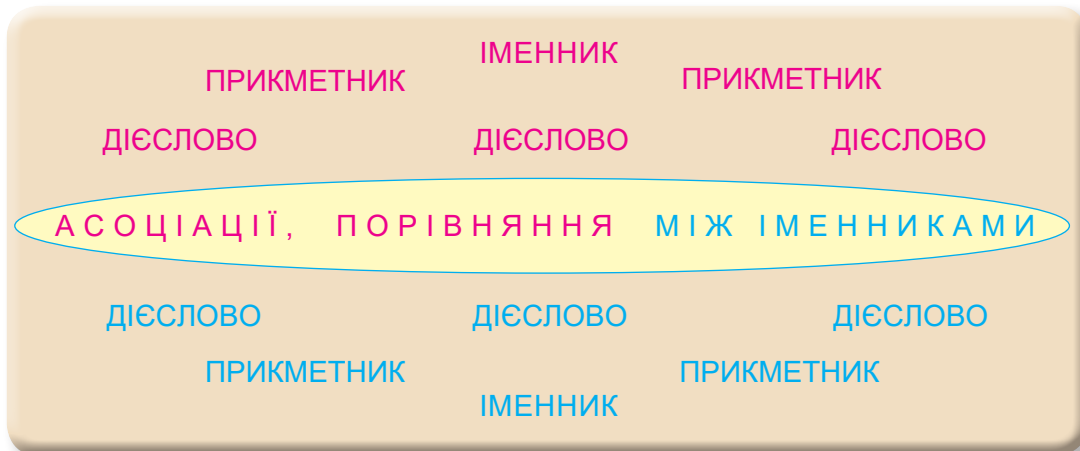 ІМЕННИК
ПРИКМЕТНИК ПРИКМЕТНИК
ДІЄСЛОВО ДІЄСЛОВО ДІЄСЛОВО
АСОЦІАЦІЇ, ПОРІВНЯННЯ МІЖ ІМЕННИКАМИ
ДІЄСЛОВО ДІЄСЛОВО ДІЄСЛОВО
ПРИКМЕТНИК ПРИКМЕТНИК
ІМЕННИК